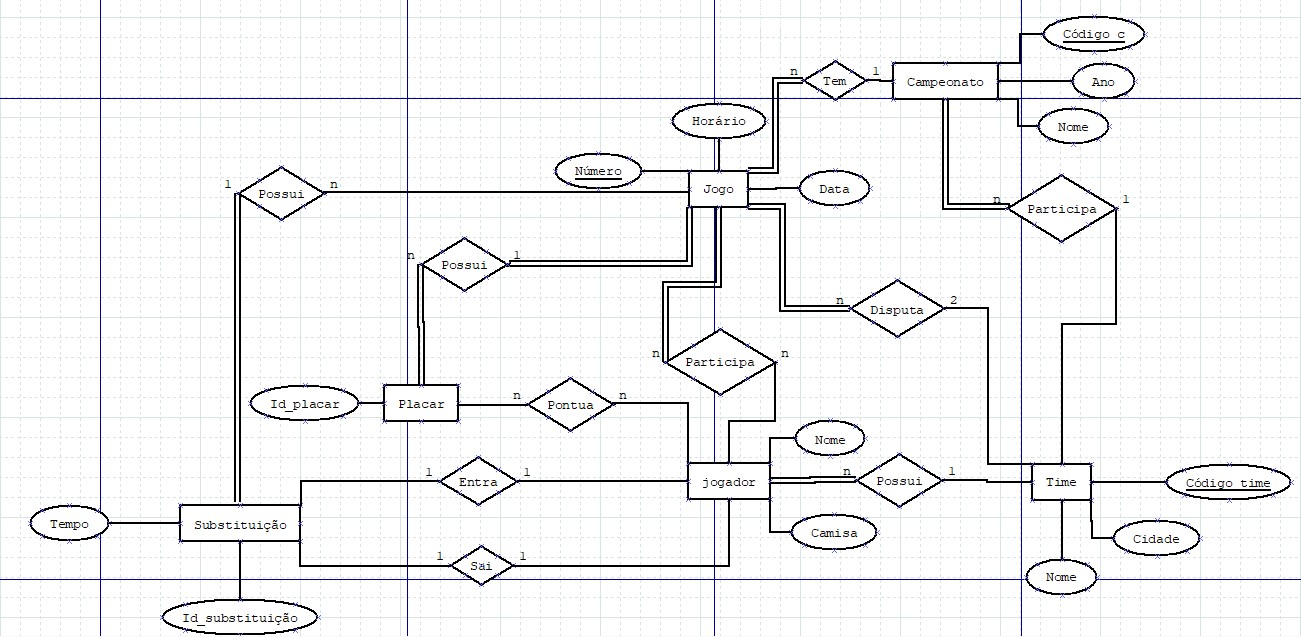 Código c
n
Tem
1
Campeonato
Ano
Horário
Nome
Número
1
Possui
n
Jogo
Data
n
Participa
1
n
Possui
1
n
Disputa
2
n
Participa
n
Id_placar
Placar
n
Pontua
n
Nome
1
Entra
1
jogador
n
Possui
1
Time
Código time
Tempo
Substituição
Camisa
Cidade
1
Sai
1
Nome
Id_substituição